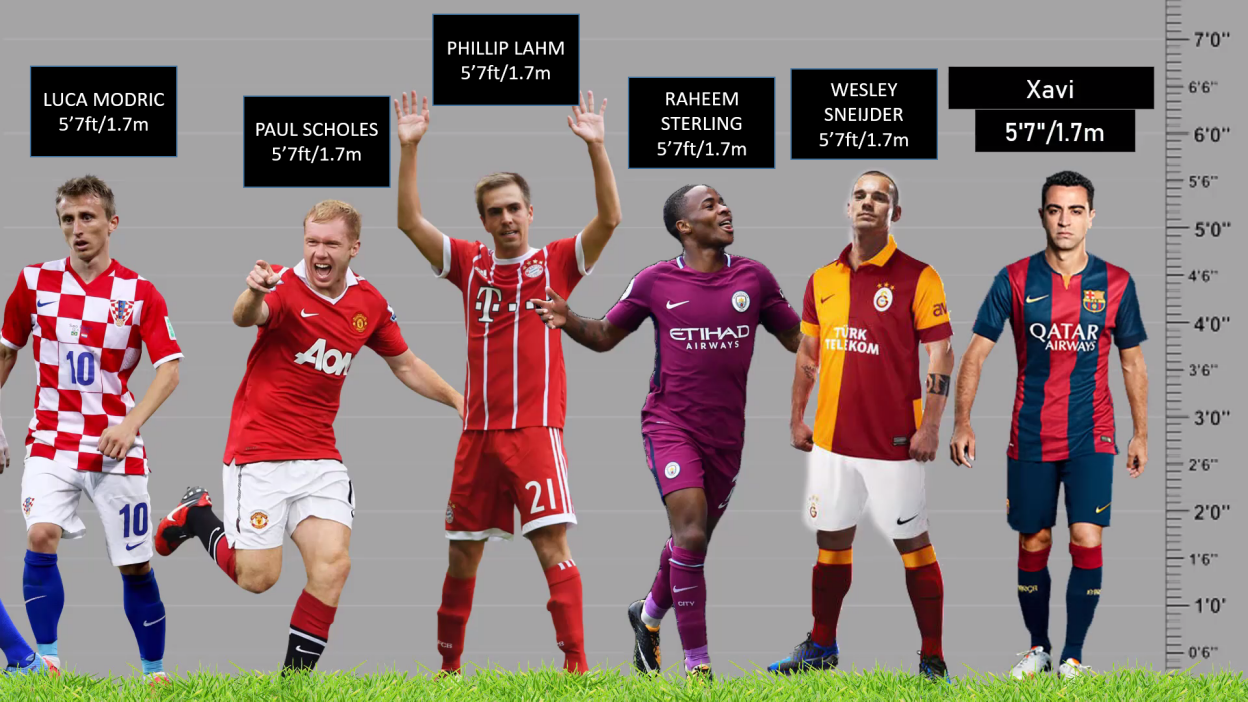 LUCA MODRIC
5’7ft/1.7m
PAUL SCHOLES
5’7ft/1.7m
PHILLIP LAHM
5’7ft/1.7m
RAHEEM
STERLING
5’7ft/1.7m
WESLEY
SNEIJDER
5’7ft/1.7m
Xavi
5'7"/1.7m
7'0"
6'6"
6'0"
5'6"
5'0"
4'6"
4'0"
3'6"
3'0"
2'6"
2'0"
1'6"
1'0'
0'6"
10
10
AON
T
21
ETIHAD
AIRWAYS
CITY
TÜRK
TELEKOM
QATAR
AIRWAYS